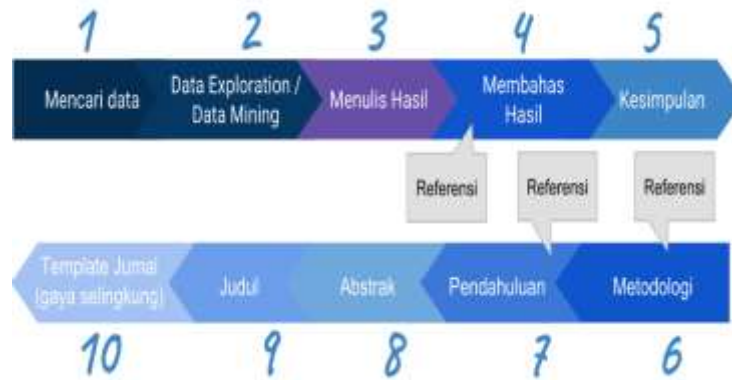 1
2
3
4
5
Mencari data
Data Exploration /
Data Mining
Menulis Hasil
Membahas
Hasil
Kesimpulan
Referensi
Referensi
Referensi
Template Jurnal
(gaya selingkung)
Judul
Abstrak
Pendahuluan
Metodologi
10
9
8
7
6